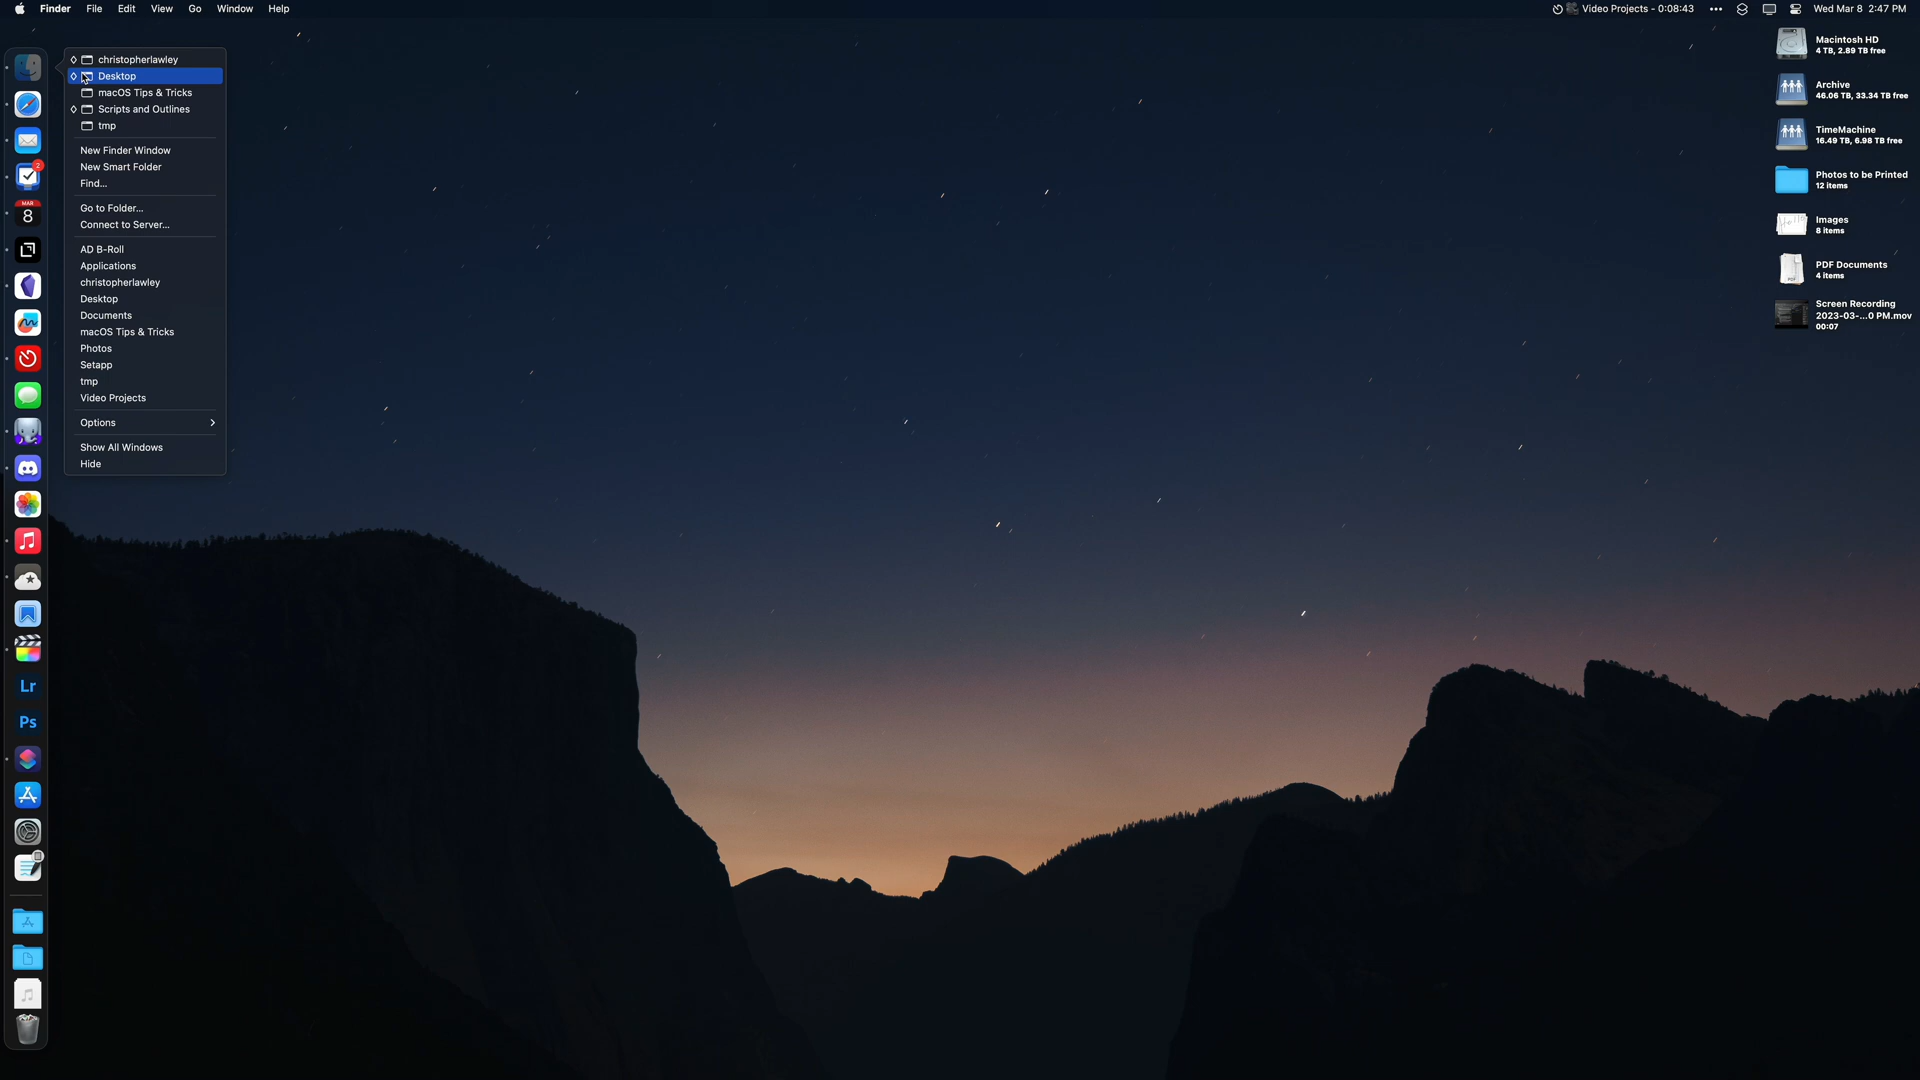 Finder File Edit View Go Window Help
Video Projects - 0:08:43 ••• Wed Mar 8 2:47 PM
christopherlawley
Desktop
macOS Tips & Tricks
Scripts and Outlines
tmp
New Finder Window
New Smart Folder
Find...
Go to Folder...
Connect to Server...
AD B-Roll
Applications
christopherlawley
Desktop
Documents
macOS Tips & Tricks
Photos
Setapp
tmp
Video Projects
Options
Show All Windows
Hide
2
MAR
8
Lr
Ps
Macintosh HD
4 TB, 2.89 TB free
Archive
46.06 TB, 33.34 TB free
TimeMachine
16.49 TB, 6.98 TB free
Photos to be Printed
12 items
Images
8 items
PDF Documents
4 items
Screen Recording
2023-03-...0 PM.mov
00:07